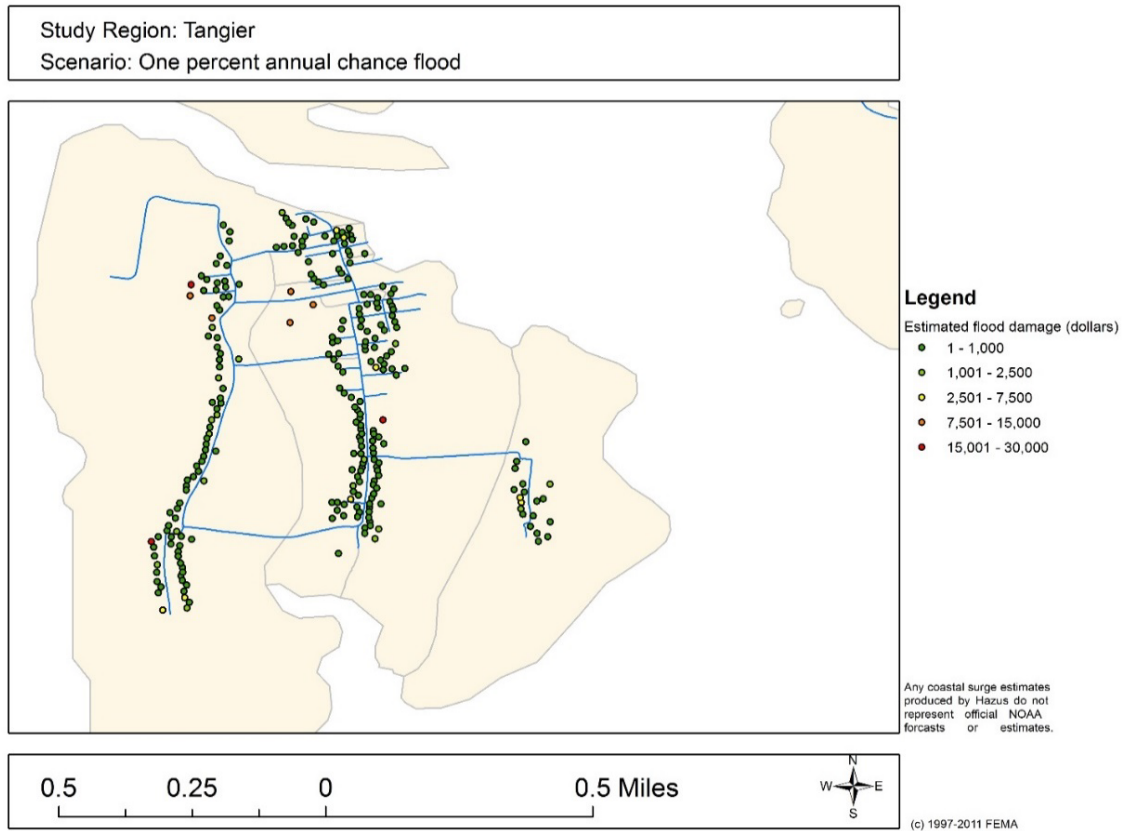 Study Region: Tangier
Scenario: One percent annual chance flood
Legend
Estimated flood damage (dollars)
1 - 1,000
1,001 - 2,500
2,501 - 7,500
7,501 - 15,000
15,001 - 30,000
Any coastal surge estimates
produced by Hazus do not
represent official NOAA
forcasts or estimates.
0.5 0.25 0 0.5 Miles
N
W E
S
(c) 1997-2011 FEMA